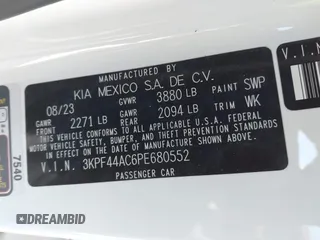 MANUFACTURED BY
KIA MEXICO S.A. DE C.V.
08/23 GVWR 3880 LB PAINT SWP
GAWR FRONT 2271 LB GAWR REAR 2094 LB TRIM WK
THIS VEHICLE CONFORMS TO ALL APPLICABLE U.S.A. FEDERAL
MOTOR VEHICLE SAFETY, BUMPER, AND THEFT PREVENTION
STANDARDS IN EFFECT ON THE DATE OF MANUFACTURE SHOWN ABOVE.
V.I.N. 3KPF44AC6PE680552
PASSENGER CAR
7540
V.I.N
DREAMBID.COM